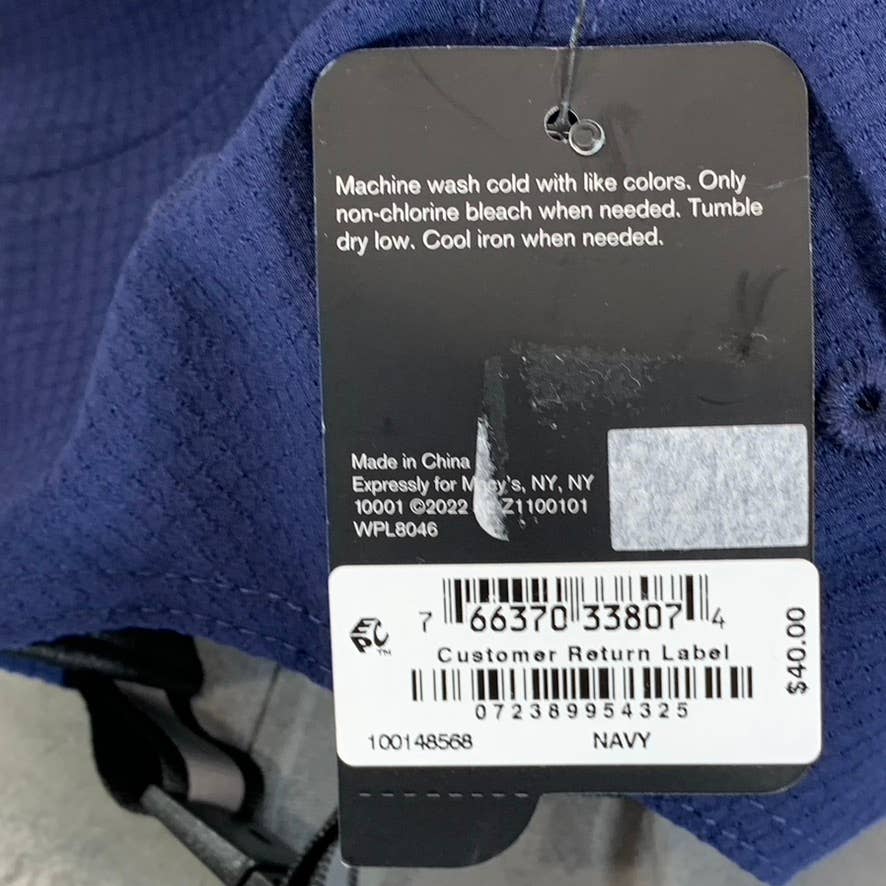 Machine wash cold with like colors. Only
non-chlorine bleach when needed. Tumble
dry low. Cool iron when needed.
Made in China
Expressly for Macy's, NY, NY
10001 ©2022 Z1100101
WPL8046
7 66370 33807 4
EPC™
Customer Return Label
072389954325
100148568 NAVY
$40.00